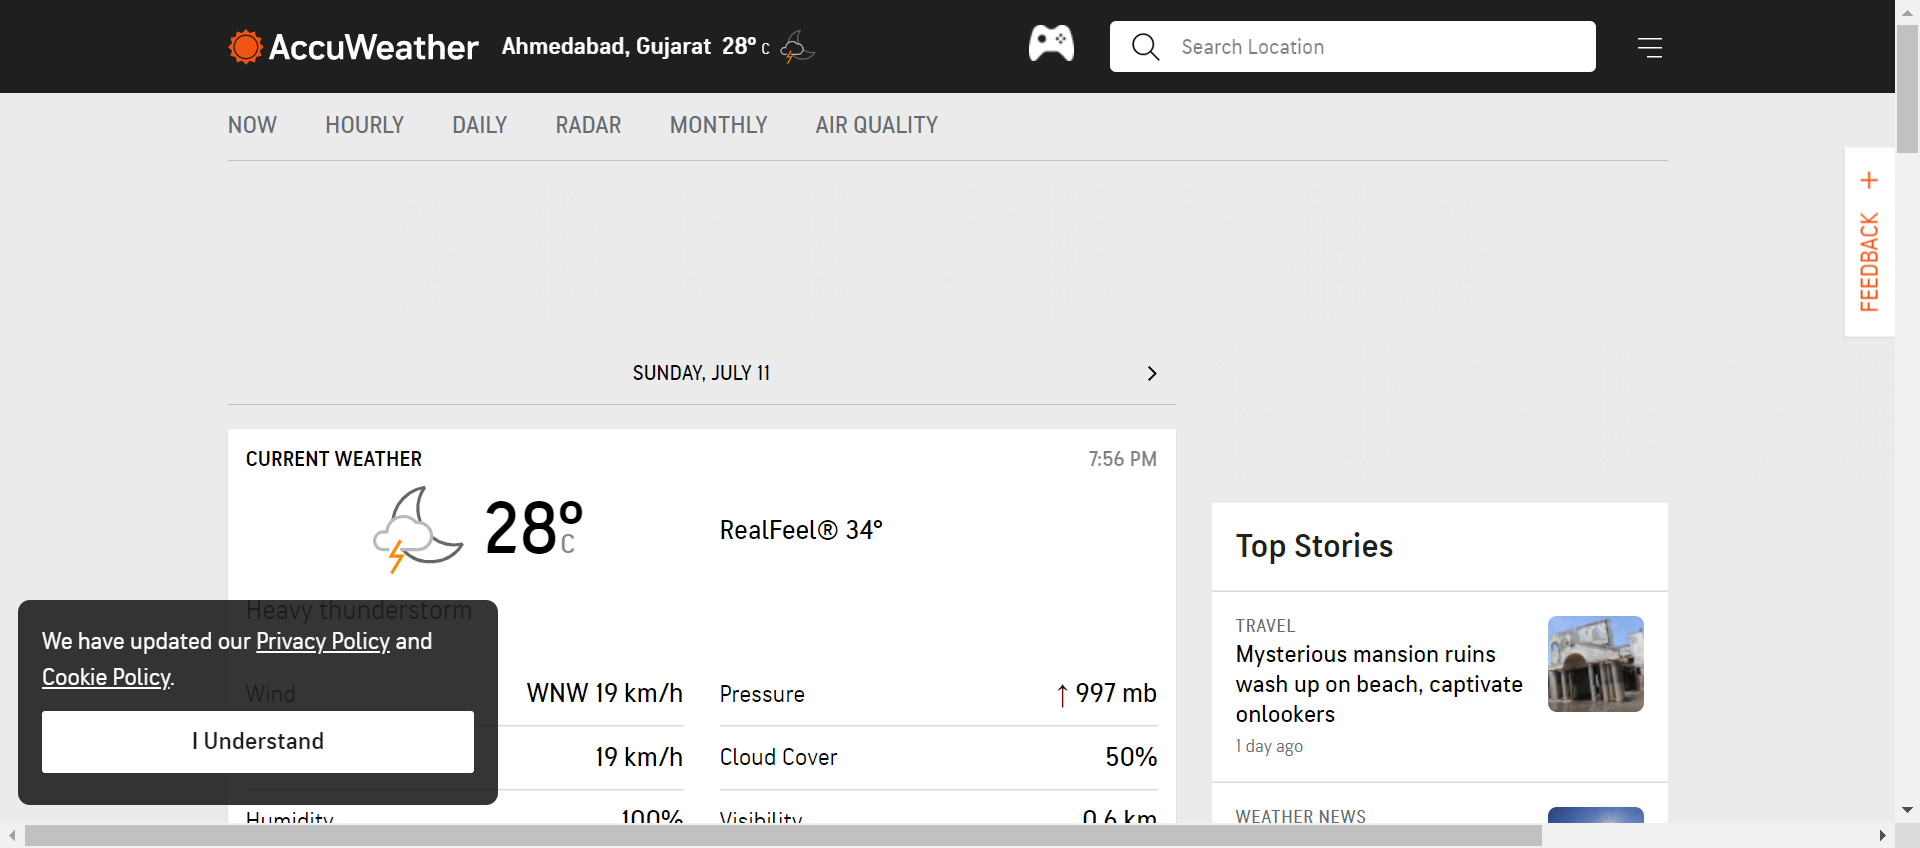 AccuWeather Ahmedabad, Gujarat 28° C Search Location
NOW HOURLY DAILY RADAR MONTHLY AIR QUALITY
FEEDBACK +
SUNDAY, JULY 11
CURRENT WEATHER 7:56 PM
28° C RealFeel® 34°
Heavy thunderstorm
Wind WNW 19 km/h Pressure ↑ 997 mb
19 km/h Cloud Cover 50%
Humidity 100% Visibility 0.6 km
We have updated our Privacy Policy and
Cookie Policy.
I Understand
Top Stories
TRAVEL
Mysterious mansion ruins
wash up on beach, captivate
onlookers
1 day ago
WEATHER NEWS